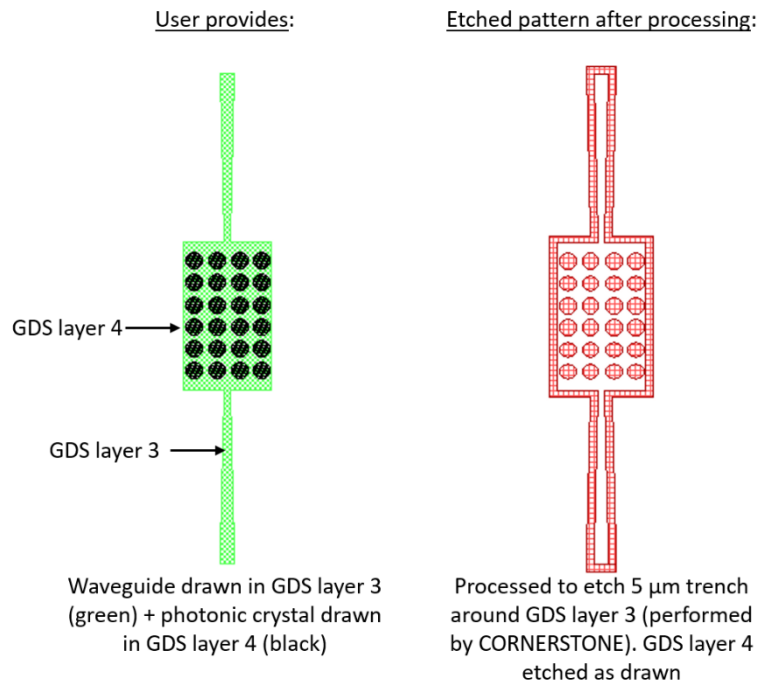 User provides:
Etched pattern after processing:
GDS layer 4
GDS layer 3
Waveguide drawn in GDS layer 3
(green) + photonic crystal drawn
in GDS layer 4 (black)
Processed to etch 5 µm trench
around GDS layer 3 (performed
by CORNERSTONE). GDS layer 4
etched as drawn